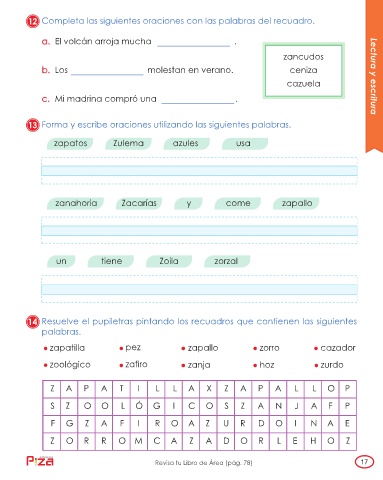 12 Completa las siguientes oraciones con las palabras del recuadro.
a. El volcán arroja mucha ________________ .
zancudos
ceniza
cazuela
b. Los ________________ molestan en verano.
c. Mi madrina compró una ________________ .
Lectura y escritura
13 Forma y escribe oraciones utilizando las siguientes palabras.
zapatos Zulema azules usa
zanahoria Zacarías y come zapallo
un tiene Zoila zorzal
14 Resuelve el pupiletras pintando los recuadros que contienen las siguientes
palabras.
• zapatilla • pez • zapallo • zorro • cazador
• zoológico • zafiro • zanja • hoz • zurdo
Z A P A T I L L A X Z A P A L L O P
S Z O O L Ó G I C O S Z A N J A F P
F G Z A F I R O A Z U R D O I N A E
Z O R R O M C A Z A D O R L E H O Z
Pizza
Revisa tu Libro de Área (pág. 78)
17